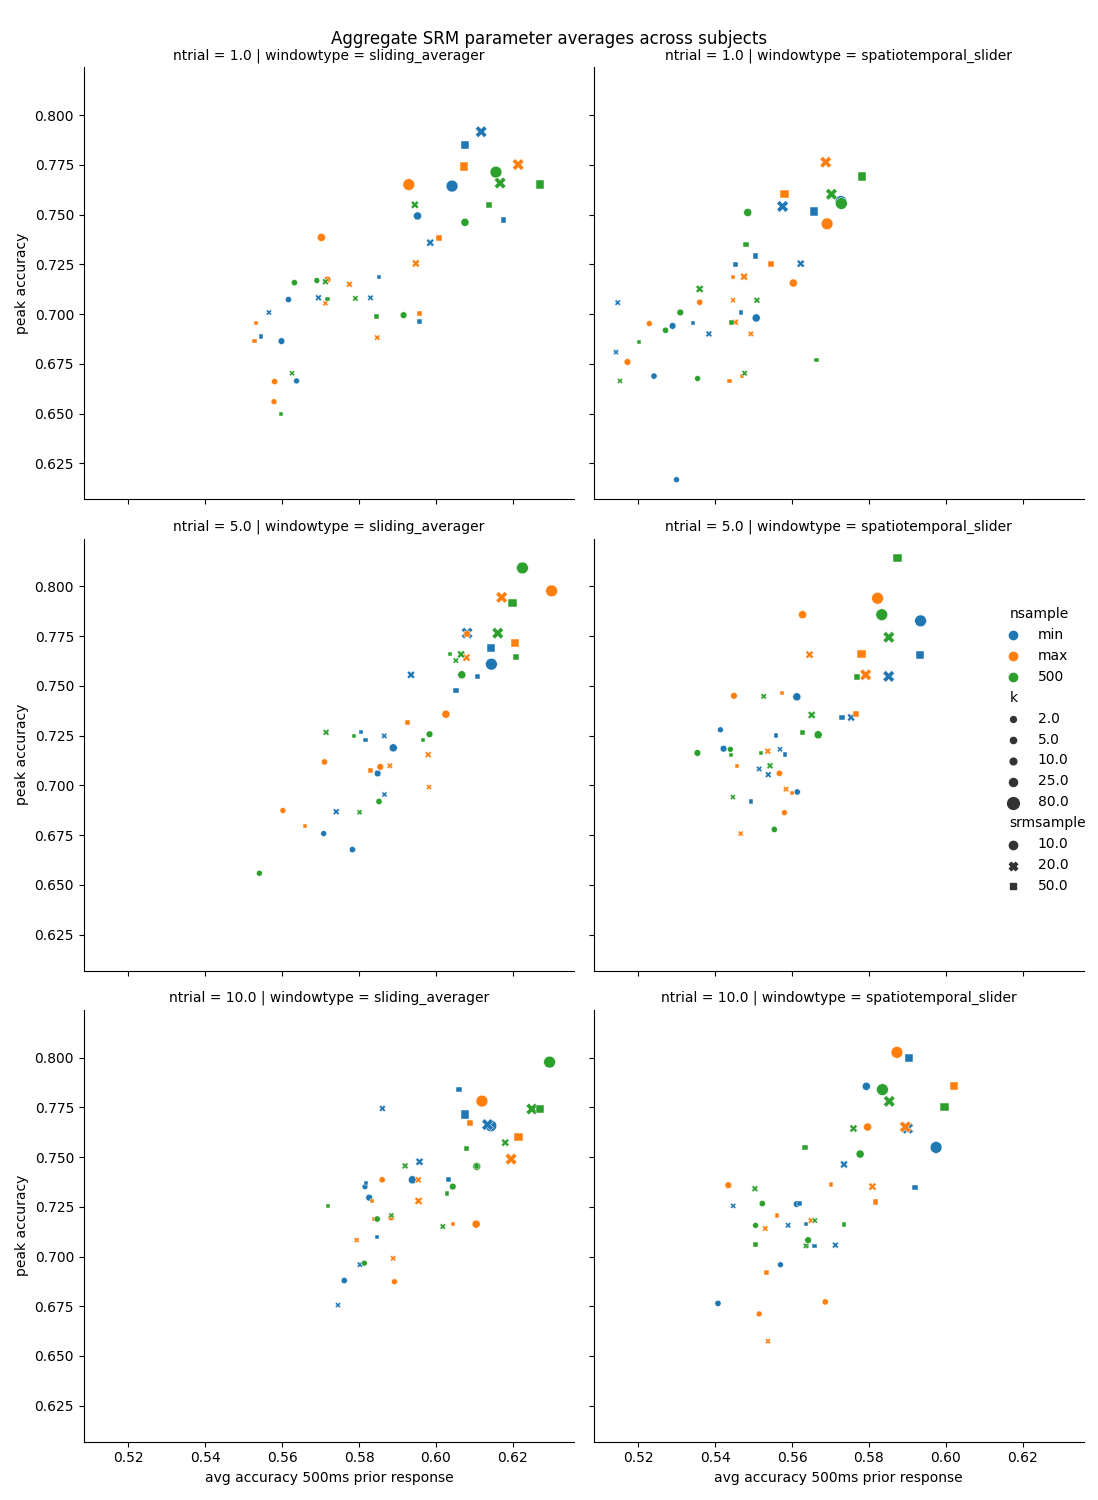 Aggregate SRM parameter averages across subjects
ntrial = 1.0 | windowtype = sliding_averager
ntrial = 1.0 | windowtype = spatiotemporal_slider
0.800
0.775
0.750
0.725
0.700
0.675
0.650
0.625
peak accuracy
ntrial = 5.0 | windowtype = sliding_averager
ntrial = 5.0 | windowtype = spatiotemporal_slider
0.800
0.775
0.750
0.725
0.700
0.675
0.650
0.625
peak accuracy
nsample
min
max
500
k
2.0
5.0
10.0
25.0
80.0
srmsample
10.0
20.0
50.0
ntrial = 10.0 | windowtype = sliding_averager
ntrial = 10.0 | windowtype = spatiotemporal_slider
0.800
0.775
0.750
0.725
0.700
0.675
0.650
0.625
peak accuracy
0.52 0.54 0.56 0.58 0.60 0.62
avg accuracy 500ms prior response
0.52 0.54 0.56 0.58 0.60 0.62
avg accuracy 500ms prior response